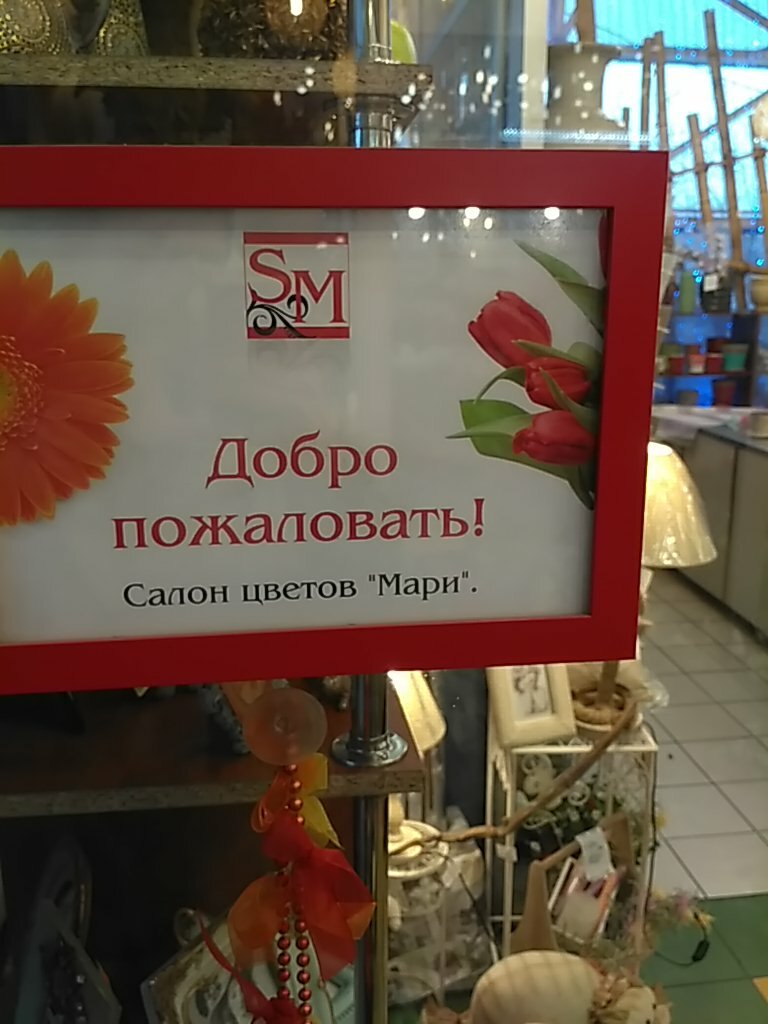 SM
Добро
пожаловать!
Салон цветов "Мари".